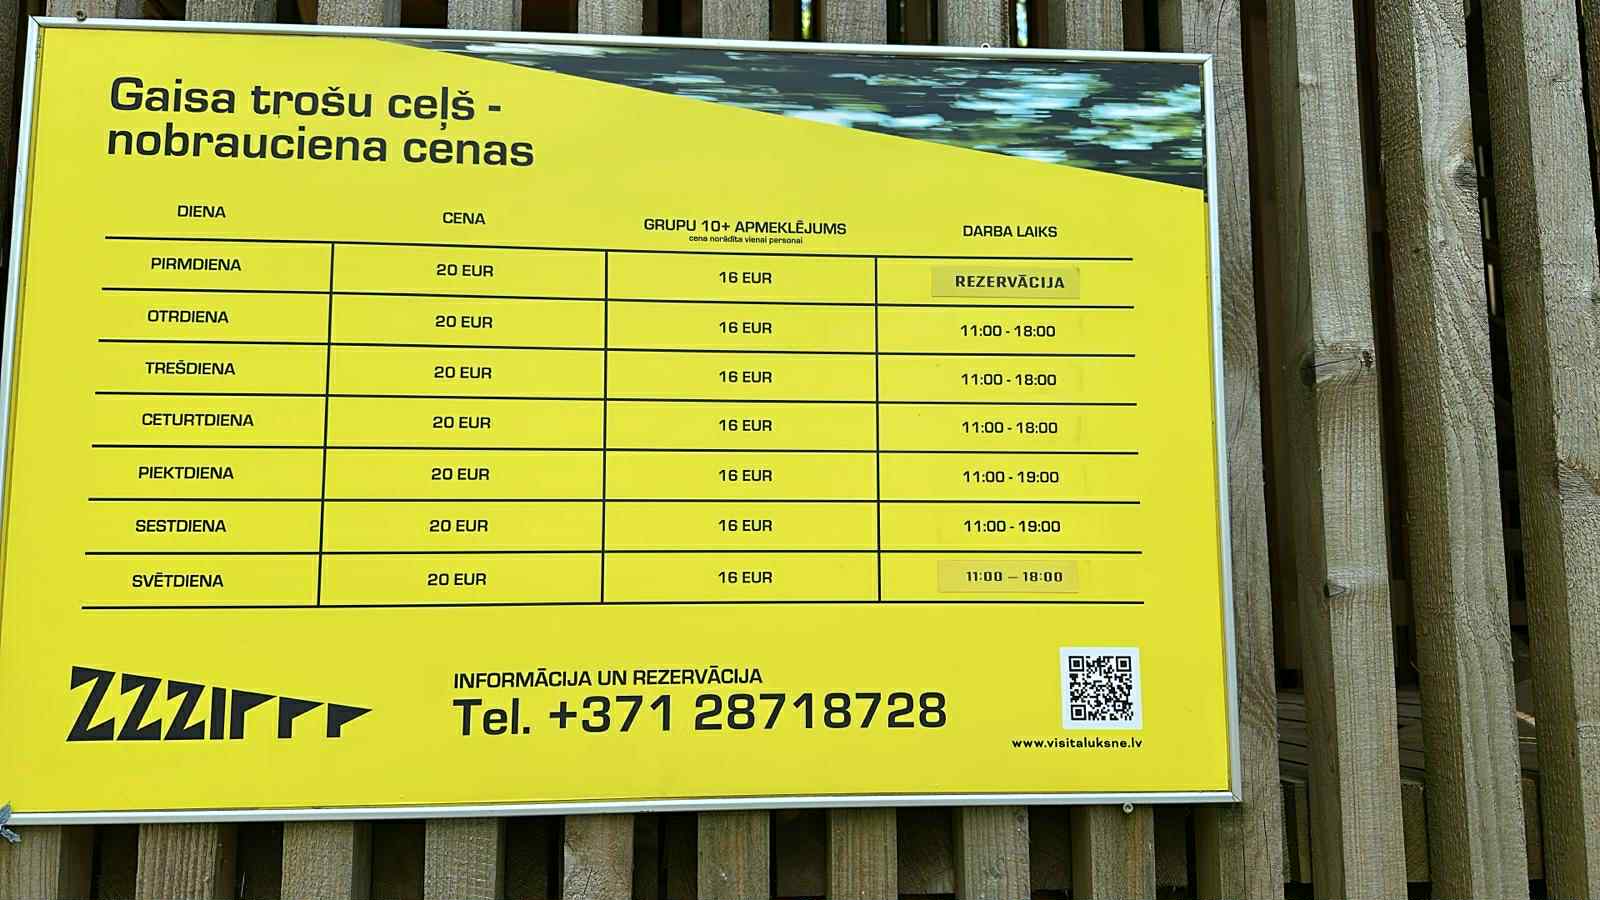 Gaisa trošu ceļš -
nobrauciena cenas
DIENA CENA GRUPU 10+ APMEKLĒJUMS DARBA LAIKS
cena norādīta vienai personai
PIRMDIENA 20 EUR 16 EUR REZERVĀCIJA
OTRDIENA 20 EUR 16 EUR 11:00 - 18:00
TREŠDIENA 20 EUR 16 EUR 11:00 - 18:00
CETURTDIENA 20 EUR 16 EUR 11:00 - 18:00
PIEKTDIENA 20 EUR 16 EUR 11:00 - 19:00
SESTDIENA 20 EUR 16 EUR 11:00 - 19:00
SVĒTDIENA 20 EUR 16 EUR 11:00 – 18:00
ZZZIPPP
INFORMĀCIJA UN REZERVĀCIJA
Tel. +371 28718728
www.visitaluksne.lv